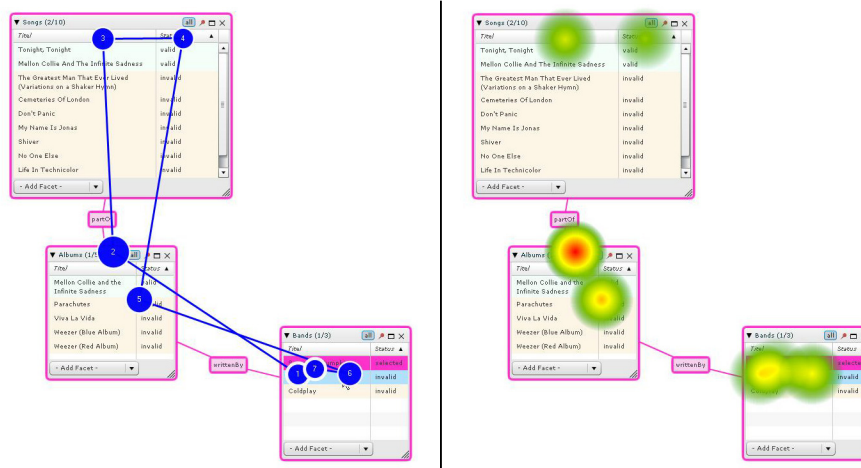 ▼ Songs (2/10) all
Titel Stat ▲
3 4
Tonight, Tonight valid
Mellon Collie And The Infinite Sadness valid
The Greatest Man That Ever Lived
(Variations on a Shaker Hymn) invalid
Cemeteries Of London invalid
Don't Panic invalid
My Name Is Jonas invalid
Shiver invalid
No One Else invalid
Life In Technicolor invalid
- Add Facet - ▼
partOf
▼ Albums (1/5 all
2
Titel Status ▲
Mellon Collie and the
Infinite Sadness valid
5
Parachutes
Viva La Vida invalid
Weezer (Blue Album) invalid
Weezer (Red Album) invalid
- Add Facet - ▼
writtenBy
▼ Bands (1/3) all
Titel Status ▲
selected
1 7 6
invalid
Coldplay invalid
- Add Facet - ▼
▼ Songs (2/10) all
Titel ▲
Tonight, Tonight valid
Mellon Collie And The Infinite Sadness valid
The Greatest Man That Ever Lived
(Variations on a Shaker Hymn) invalid
Cemeteries Of London invalid
Don't Panic invalid
My Name Is Jonas invalid
Shiver invalid
No One Else invalid
Life In Technicolor invalid
- Add Facet - ▼
partOf
▼ Albums
Titel Status ▲
Mellon Collie and the
Infinite Sadness
Parachutes
Viva La Vida invalid
Weezer (Blue Album) invalid
Weezer (Red Album) invalid
- Add Facet - ▼
writtenBy
▼ Bands (1/3) all
Titel Status
invalid
Coldplay invalid
- Add Facet - ▼